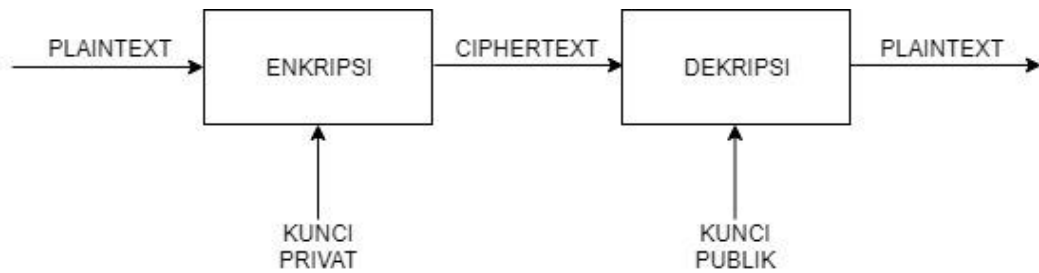 PLAINTEXT
ENKRIPSI
CIPHERTEXT
DEKRIPSI
PLAINTEXT
KUNCI
PRIVAT
KUNCI
PUBLIK